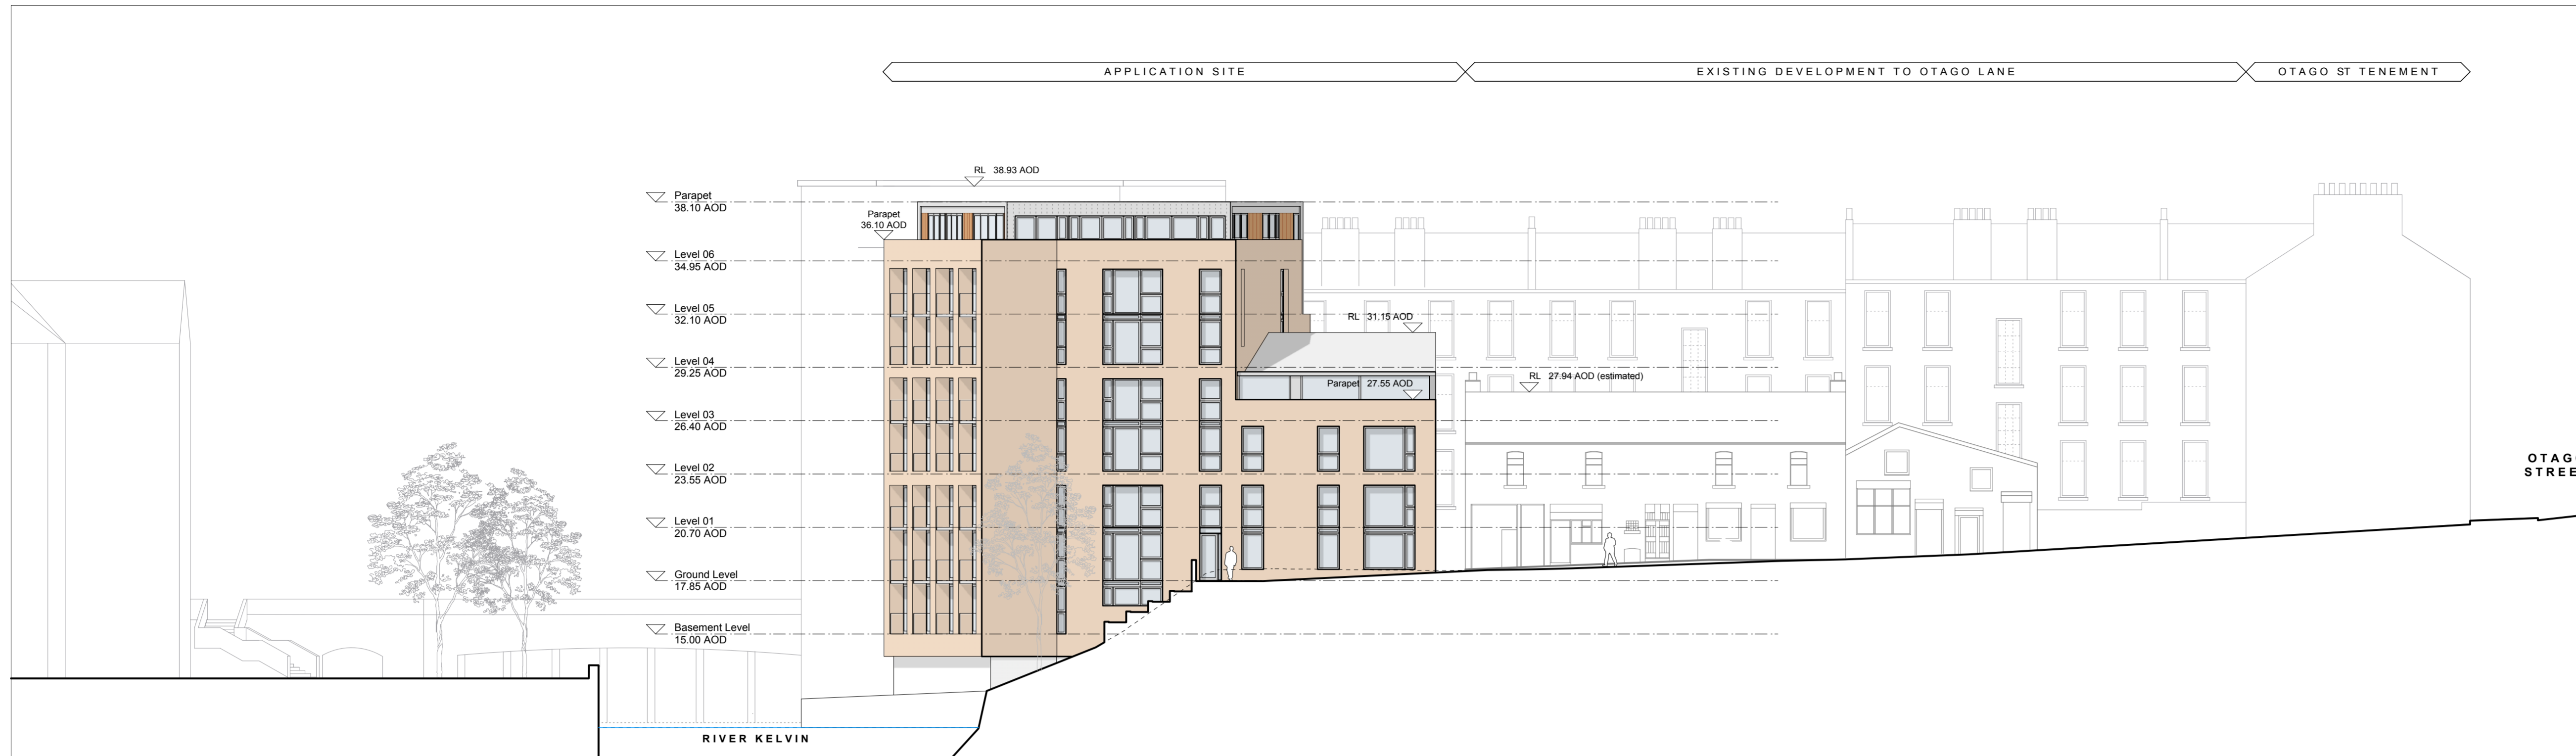 APPLICATION SITE
EXISTING DEVELOPMENT TO OTAGO LANE
OTAGO ST TENEMENT
RL 38.93 AOD
Parapet
38.10 AOD
Parapet
36.10 AOD
Level 06
34.95 AOD
Level 05
32.10 AOD
RL 31.15 AOD
Level 04
29.25 AOD
Parapet 27.55 AOD
RL 27.94 AOD (estimated)
Level 03
26.40 AOD
Level 02
23.55 AOD
OTAG
STREE
Level 01
20.70 AOD
Ground Level
17.85 AOD
Basement Level
15.00 AOD
RIVER KELVIN